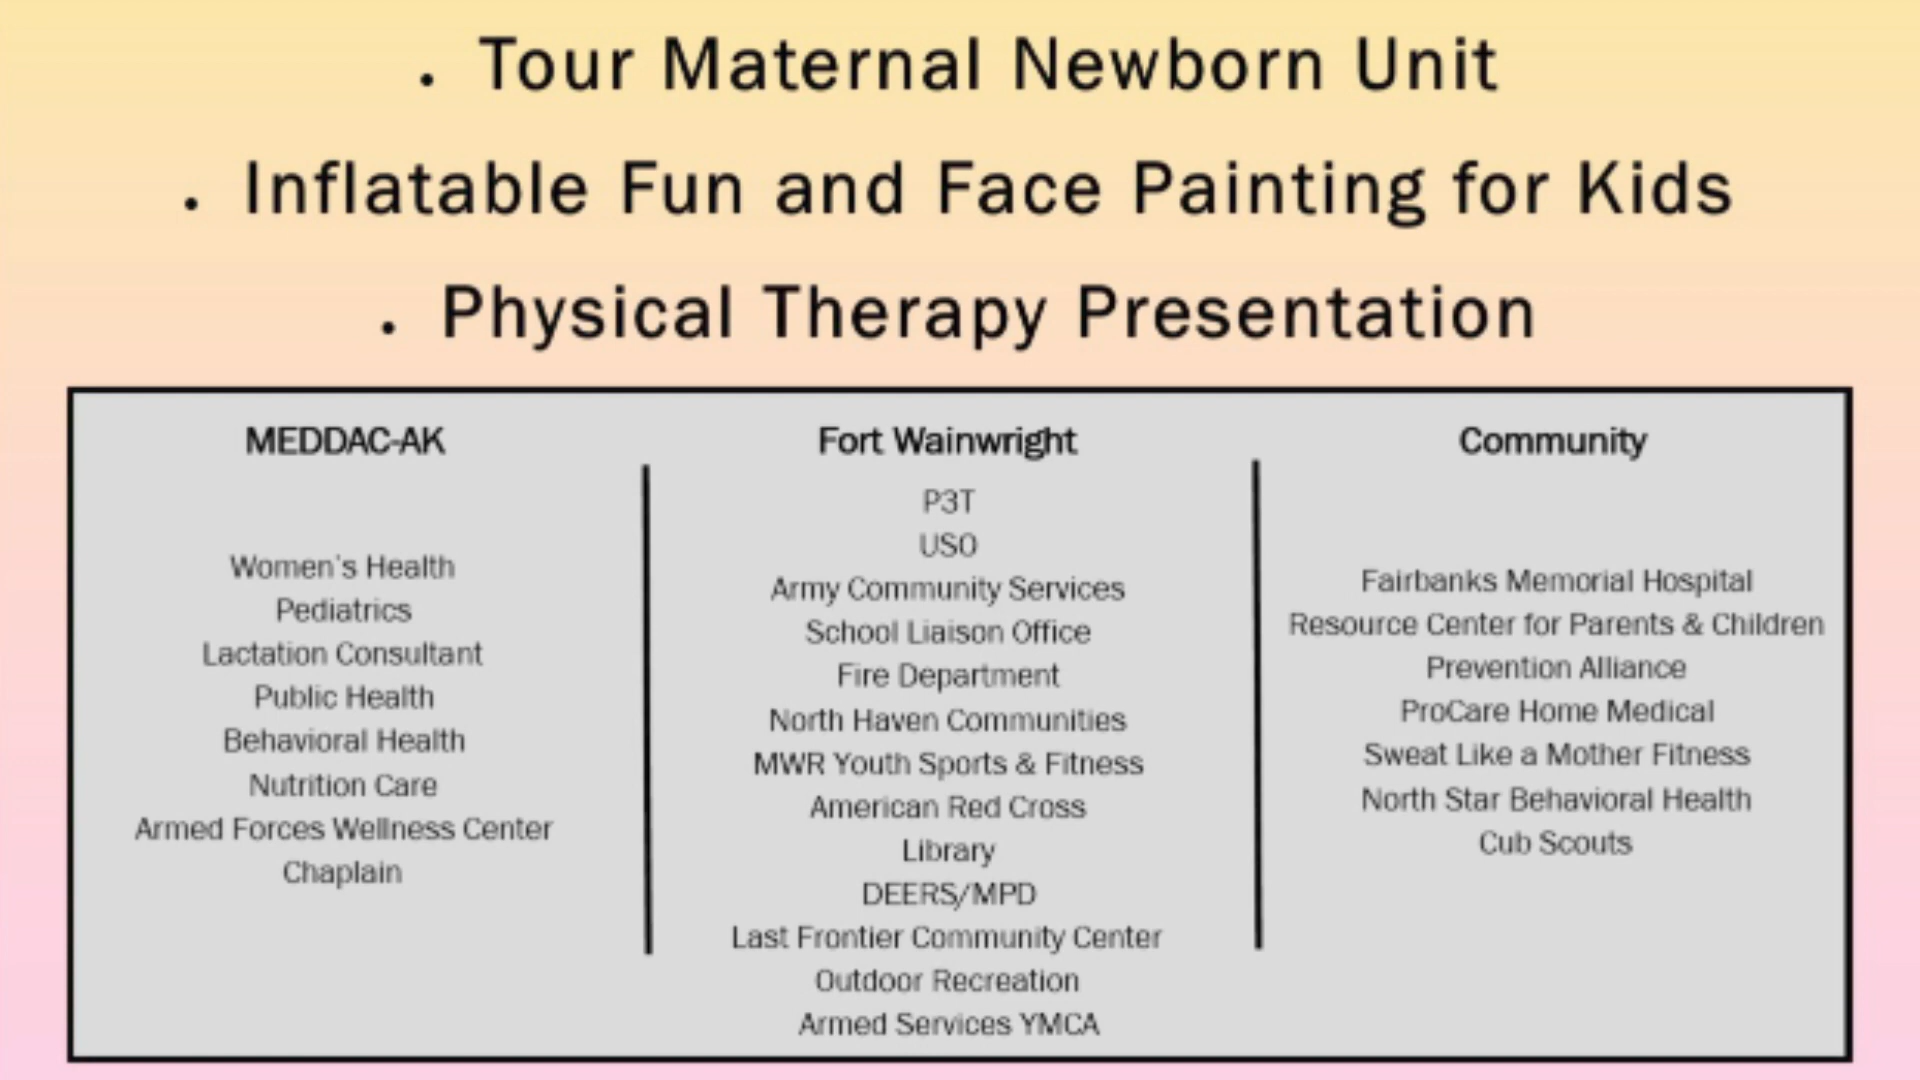 . Tour Maternal Newborn Unit
. Inflatable Fun and Face Painting for Kids
. Physical Therapy Presentation
MEDDAC-AK
Women's Health
Pediatrics
Lactation Consultant
Public Health
Behavioral Health
Nutrition Care
Armed Forces Wellness Center
Chaplain
Fort Wainwright
P3T
USO
Army Community Services
School Liaison Office
Fire Department
North Haven Communities
MWR Youth Sports & Fitness
American Red Cross
Library
DEERS/MPD
Last Frontier Community Center
Outdoor Recreation
Armed Services YMCA
Community
Fairbanks Memorial Hospital
Resource Center for Parents & Children
Prevention Alliance
ProCare Home Medical
Sweat Like a Mother Fitness
North Star Behavioral Health
Cub Scouts